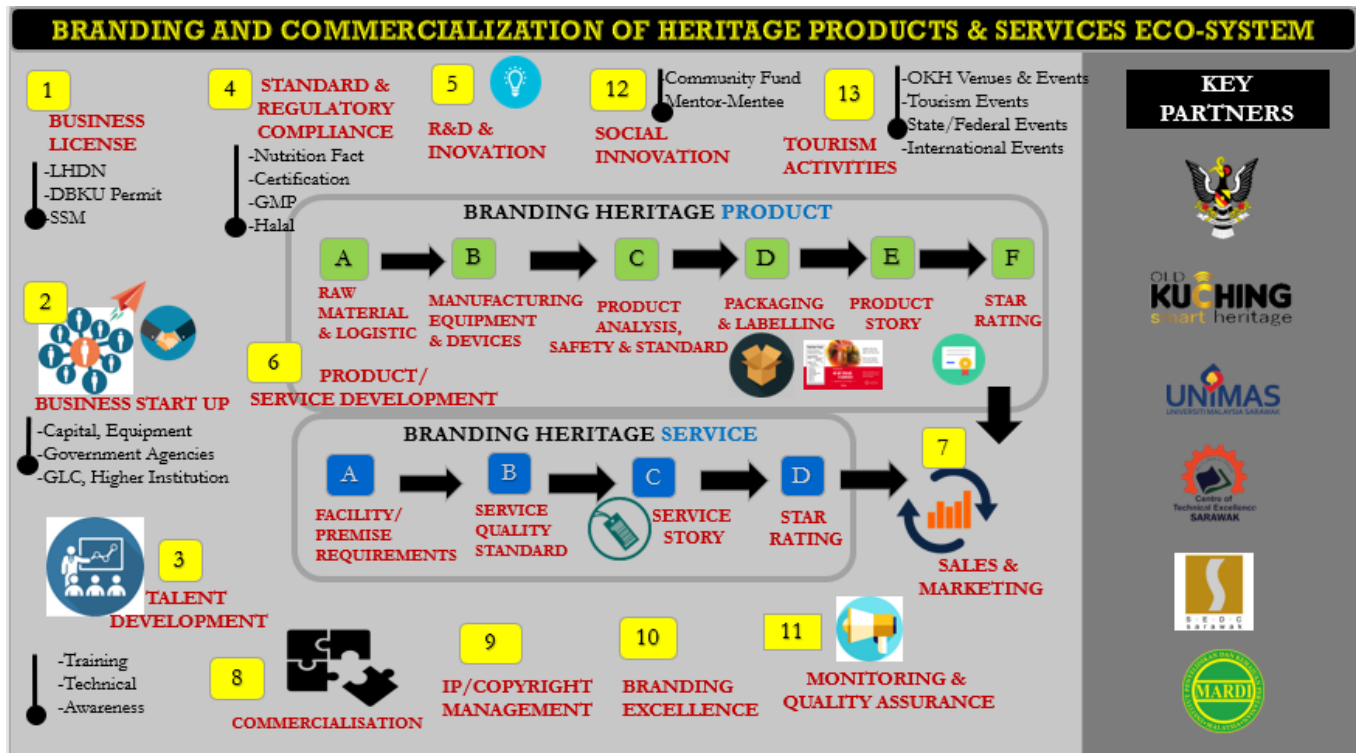 BRANDING AND COMMERCIALIZATION OF HERITAGE PRODUCTS & SERVICES ECO-SYSTEM
1
BUSINESS
LICENSE
-LHDN
-DBKU Permit
-SSM
4
STANDARD &
REGULATORY
COMPLIANCE
-Nutrition Fact
-Certification
-GMP
-Halal
5
R&D &
INOVATION
12
SOCIAL
INNOVATION
-Community Fund
-Mentor-Mentee
13
TOURISM
ACTIVITIES
-OKH Venues & Events
-Tourism Events
-State/Federal Events
-International Events
2
BUSINESS START UP
-Capital, Equipment
-Government Agencies
-GLC, Higher Institution
BRANDING HERITAGE PRODUCT
A
RAW
MATERIAL
& LOGISTIC
B
MANUFACTURING
EQUIPMENT
& DEVICES
C
PRODUCT
ANALYSIS,
SAFETY & STANDARD
D
PACKAGING
& LABELLING
E
PRODUCT
STORY
F
STAR
RATING
6
PRODUCT/
SERVICE DEVELOPMENT
BRANDING HERITAGE SERVICE
A
FACILITY/
PREMISE
REQUIREMENTS
B
SERVICE
QUALITY
STANDARD
C
SERVICE
STORY
D
STAR
RATING
7
SALES &
MARKETING
3
TALENT
DEVELOPMENT
-Training
-Technical
-Awareness
8
COMMERCIALISATION
9
IP/COPYRIGHT
MANAGEMENT
10
BRANDING
EXCELLENCE
11
MONITORING &
QUALITY ASSURANCE
KEY
PARTNERS
OLD
KUCHING
smart heritage
UNIMAS
UNIVERSITI MALAYSIA SARAWAK
Centre of
Technical Excellence
SARAWAK
S·E·D·C
sarawak
MARDI